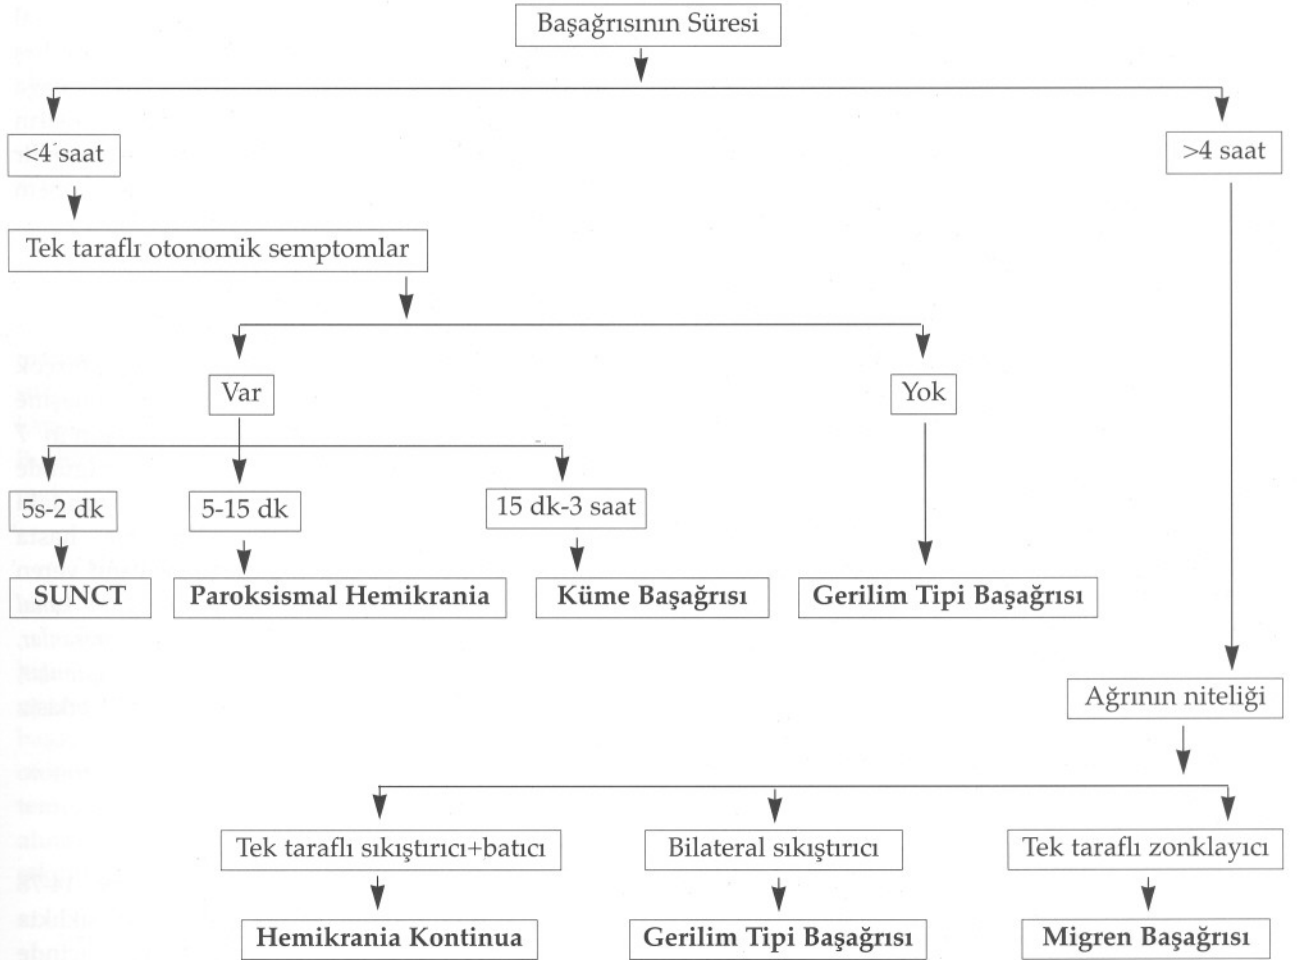 Başağrısının Süresi
<4 saat
>4 saat
Tek taraflı otonomik semptomlar
Var
Yok
5s-2 dk
5-15 dk
15 dk-3 saat
SUNCT
Paroksismal Hemikrania
Küme Başağrısı
Gerilim Tipi Başağrısı
Ağrının niteliği
Tek taraflı sıkıştırıcı+batıcı
Bilateral sıkıştırıcı
Tek taraflı zonklayıcı
Hemikrania Kontinua
Gerilim Tipi Başağrısı
Migren Başağrısı